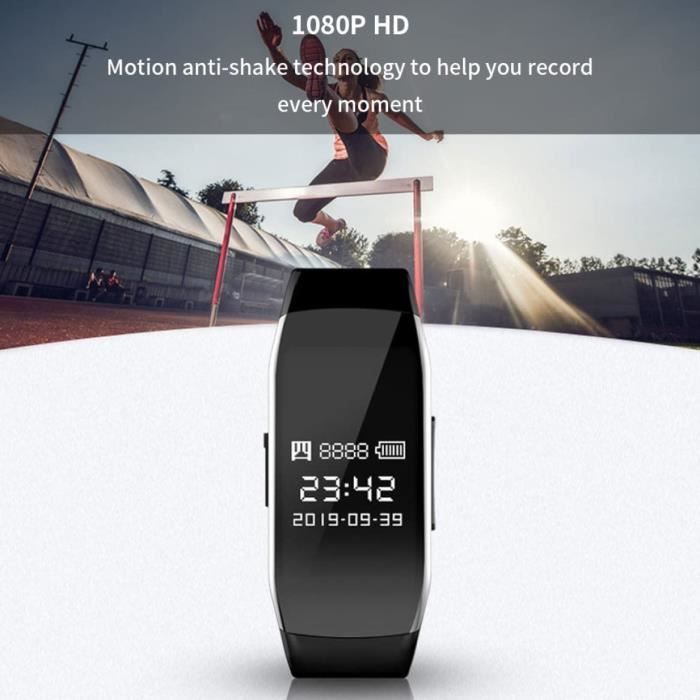 1080P HD
Motion anti-shake technology to help you record
every moment
四 8888
23:42
2019-09-39